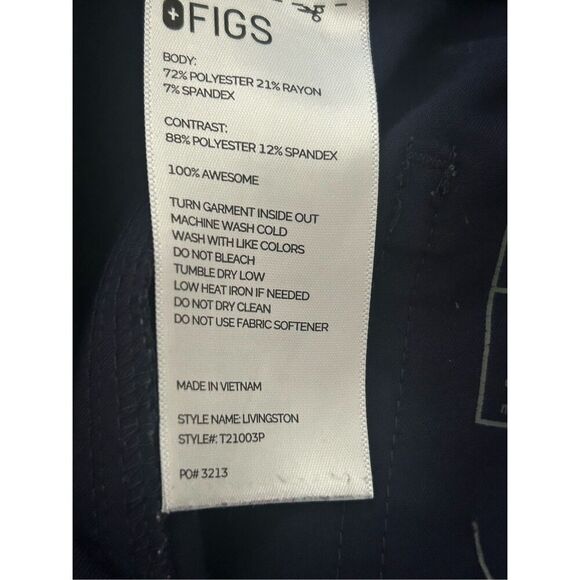 FIGS
BODY:
72% POLYESTER 21% RAYON
7% SPANDEX
CONTRAST:
88% POLYESTER 12% SPANDEX
100% AWESOME
TURN GARMENT INSIDE OUT
MACHINE WASH COLD
WASH WITH LIKE COLORS
DO NOT BLEACH
TUMBLE DRY LOW
LOW HEAT IRON IF NEEDED
DO NOT DRY CLEAN
DO NOT USE FABRIC SOFTENER
MADE IN VIETNAM
STYLE NAME: LIVINGSTON
STYLE#: T21003P
PO# 3213